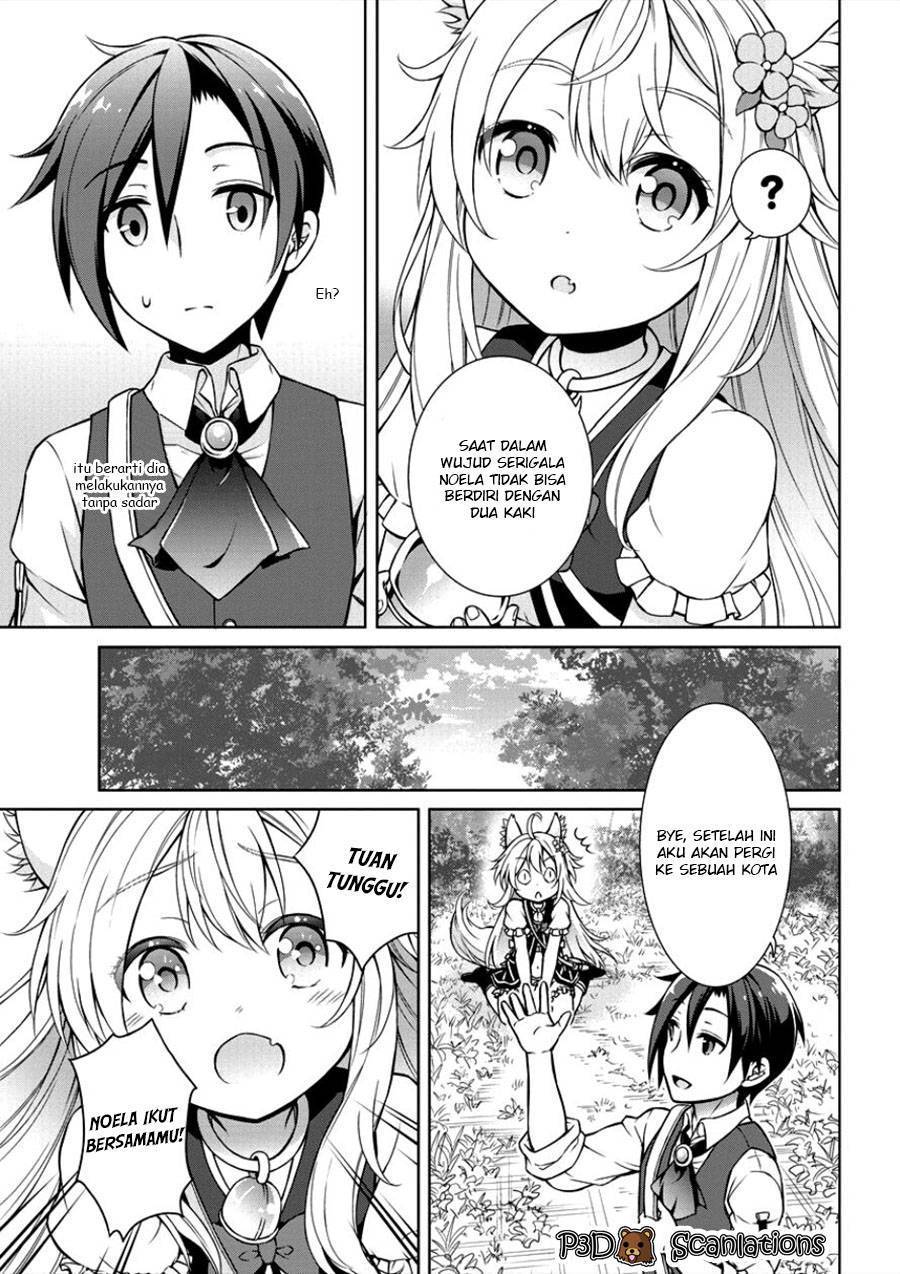 ?
SAAT DALAM
WUJUD SERIGALA
NOELA TIDAK BISA
BERDIRI DENGAN
DUA KAKI
Eh?
itu berarti dia
melakukannya
tanpa sadar
BYE, SETELAH INI
AKU AKAN PERGI
KE SEBUAH KOTA
TUAN
TUNGGU!
NOELA IKUT
BERSAMAMU!
P3D Scanlations